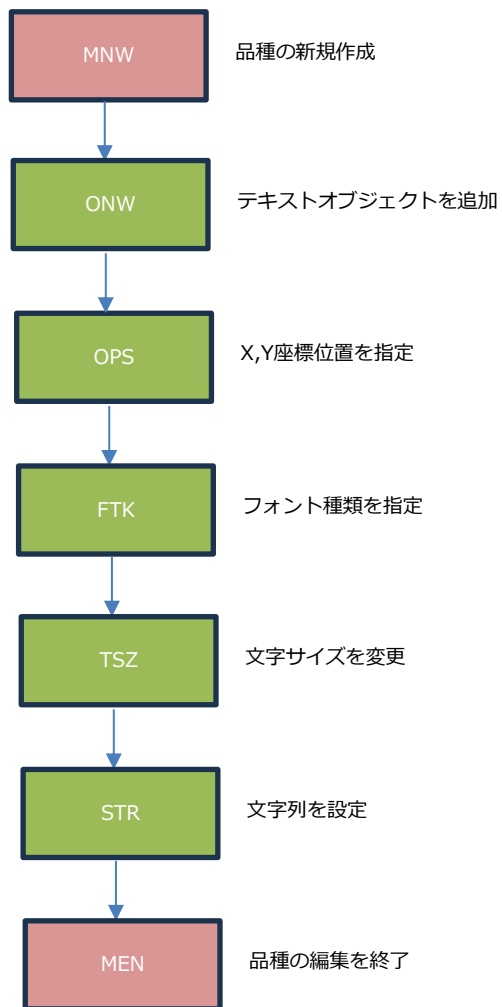 MNW 品種の新規作成
ONW テキストオブジェクトを追加
OPS X,Y座標位置を指定
FTK フォント種類を指定
TSZ 文字サイズを変更
STR 文字列を設定
MEN 品種の編集を終了